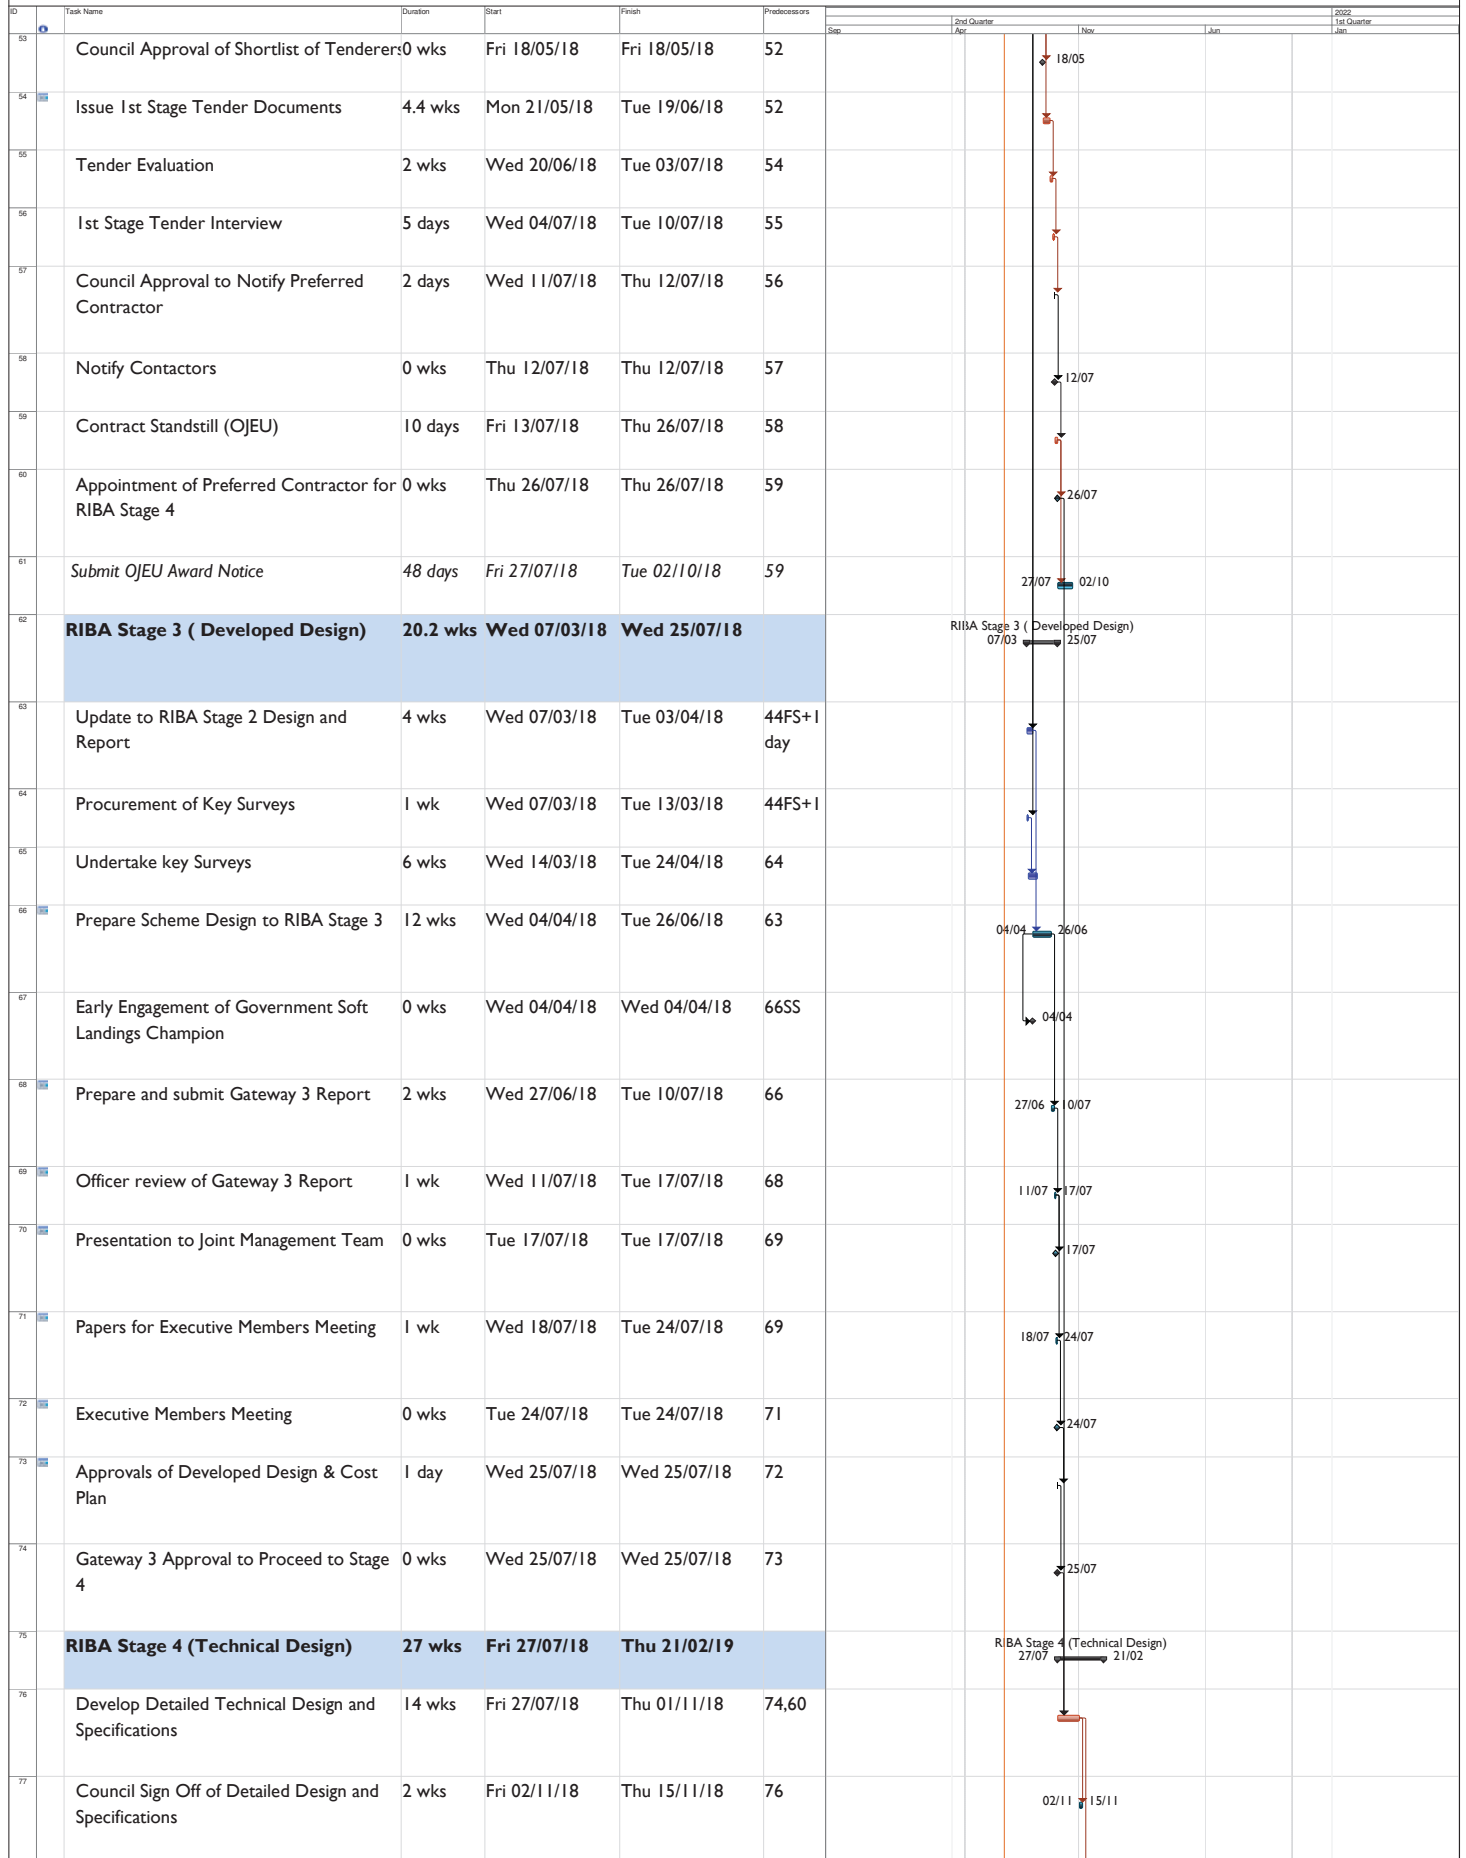 ID Task Name Duration Start Finish Predecessors
2022
2nd Quarter 1st Quarter
Sep Apr Nov Jun Jan
53 Council Approval of Shortlist of Tenderers 0 wks Fri 18/05/18 Fri 18/05/18 52
18/05
54 Issue 1st Stage Tender Documents 4.4 wks Mon 21/05/18 Tue 19/06/18 52
55 Tender Evaluation 2 wks Wed 20/06/18 Tue 03/07/18 54
56 1st Stage Tender Interview 5 days Wed 04/07/18 Tue 10/07/18 55
57 Council Approval to Notify Preferred 2 days Wed 11/07/18 Thu 12/07/18 56
Contractor
58 Notify Contactors 0 wks Thu 12/07/18 Thu 12/07/18 57
12/07
59 Contract Standstill (OJEU) 10 days Fri 13/07/18 Thu 26/07/18 58
60 Appointment of Preferred Contractor for 0 wks Thu 26/07/18 Thu 26/07/18 59
26/07
RIBA Stage 4
61 Submit OJEU Award Notice 48 days Fri 27/07/18 Tue 02/10/18 59
27/07 02/10
62 RIBA Stage 3 ( Developed Design) 20.2 wks Wed 07/03/18 Wed 25/07/18
RIBA Stage 3 ( Developed Design)
07/03 25/07
63 Update to RIBA Stage 2 Design and 4 wks Wed 07/03/18 Tue 03/04/18 44FS+1
Report day
64 Procurement of Key Surveys 1 wk Wed 07/03/18 Tue 13/03/18 44FS+1
65 Undertake key Surveys 6 wks Wed 14/03/18 Tue 24/04/18 64
66 Prepare Scheme Design to RIBA Stage 3 12 wks Wed 04/04/18 Tue 26/06/18 63
04/04 26/06
67 Early Engagement of Government Soft 0 wks Wed 04/04/18 Wed 04/04/18 66SS
04/04
Landings Champion
68 Prepare and submit Gateway 3 Report 2 wks Wed 27/06/18 Tue 10/07/18 66
27/06 10/07
69 Officer review of Gateway 3 Report 1 wk Wed 11/07/18 Tue 17/07/18 68
11/07 17/07
70 Presentation to Joint Management Team 0 wks Tue 17/07/18 Tue 17/07/18 69
17/07
71 Papers for Executive Members Meeting 1 wk Wed 18/07/18 Tue 24/07/18 69
18/07 24/07
72 Executive Members Meeting 0 wks Tue 24/07/18 Tue 24/07/18 71
24/07
73 Approvals of Developed Design & Cost 1 day Wed 25/07/18 Wed 25/07/18 72
Plan
74 Gateway 3 Approval to Proceed to Stage 0 wks Wed 25/07/18 Wed 25/07/18 73
25/07
4
75 RIBA Stage 4 (Technical Design) 27 wks Fri 27/07/18 Thu 21/02/19
RIBA Stage 4 (Technical Design)
27/07 21/02
76 Develop Detailed Technical Design and 14 wks Fri 27/07/18 Thu 01/11/18 74,60
Specifications
77 Council Sign Off of Detailed Design and 2 wks Fri 02/11/18 Thu 15/11/18 76
02/11 15/11
Specifications